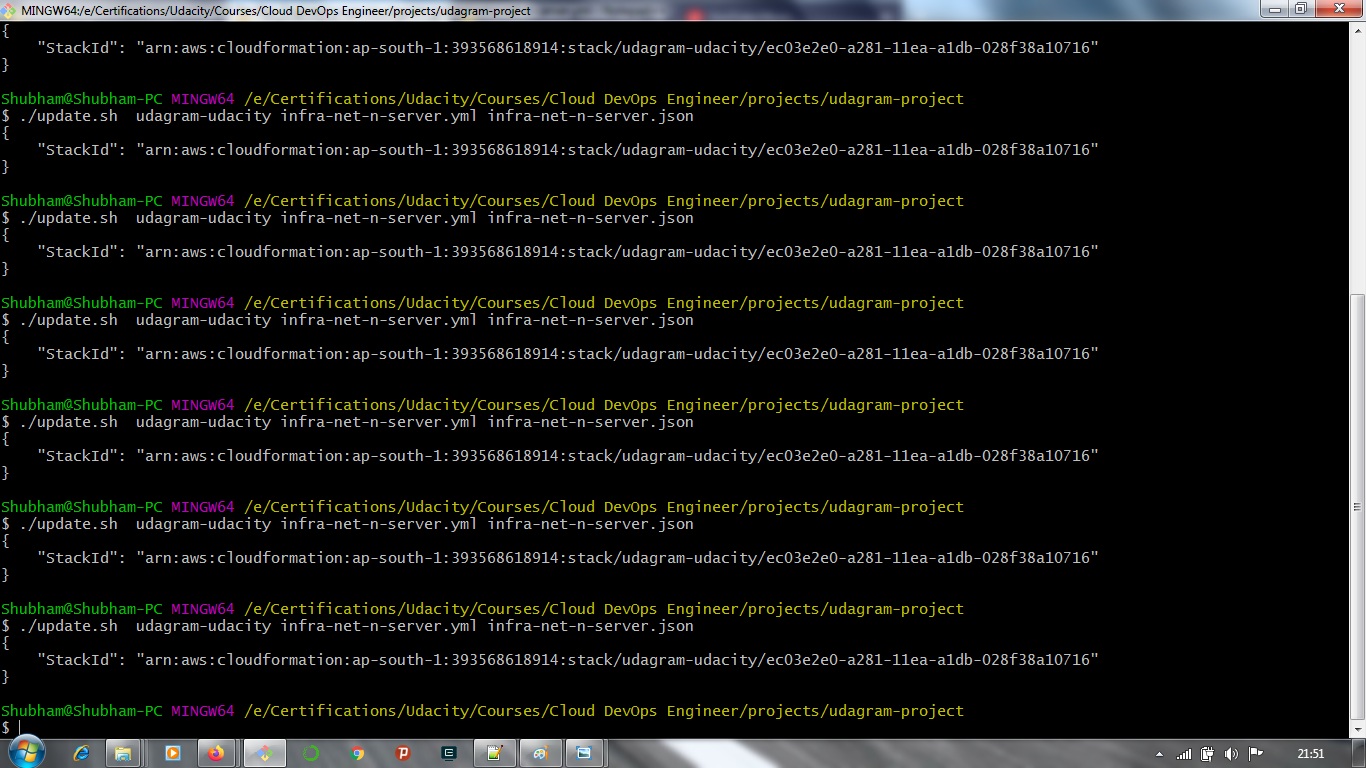 MINGW64:/e/Certifications/Udacity/Courses/Cloud DevOps Engineer/projects/udagram-project
{
    "StackId": "arn:aws:cloudformation:ap-south-1:393568618914:stack/udagram-udacity/ec03e2e0-a281-11ea-a1db-028f38a10716"
}
Shubham@Shubham-PC MINGW64 /e/Certifications/Udacity/Courses/Cloud DevOps Engineer/projects/udagram-project
$ ./update.sh  udagram-udacity infra-net-n-server.yml infra-net-n-server.json
{
    "StackId": "arn:aws:cloudformation:ap-south-1:393568618914:stack/udagram-udacity/ec03e2e0-a281-11ea-a1db-028f38a10716"
}
Shubham@Shubham-PC MINGW64 /e/Certifications/Udacity/Courses/Cloud DevOps Engineer/projects/udagram-project
$ ./update.sh  udagram-udacity infra-net-n-server.yml infra-net-n-server.json
{
    "StackId": "arn:aws:cloudformation:ap-south-1:393568618914:stack/udagram-udacity/ec03e2e0-a281-11ea-a1db-028f38a10716"
}
Shubham@Shubham-PC MINGW64 /e/Certifications/Udacity/Courses/Cloud DevOps Engineer/projects/udagram-project
$ ./update.sh  udagram-udacity infra-net-n-server.yml infra-net-n-server.json
{
    "StackId": "arn:aws:cloudformation:ap-south-1:393568618914:stack/udagram-udacity/ec03e2e0-a281-11ea-a1db-028f38a10716"
}
Shubham@Shubham-PC MINGW64 /e/Certifications/Udacity/Courses/Cloud DevOps Engineer/projects/udagram-project
$ ./update.sh  udagram-udacity infra-net-n-server.yml infra-net-n-server.json
{
    "StackId": "arn:aws:cloudformation:ap-south-1:393568618914:stack/udagram-udacity/ec03e2e0-a281-11ea-a1db-028f38a10716"
}
Shubham@Shubham-PC MINGW64 /e/Certifications/Udacity/Courses/Cloud DevOps Engineer/projects/udagram-project
$ ./update.sh  udagram-udacity infra-net-n-server.yml infra-net-n-server.json
{
    "StackId": "arn:aws:cloudformation:ap-south-1:393568618914:stack/udagram-udacity/ec03e2e0-a281-11ea-a1db-028f38a10716"
}
Shubham@Shubham-PC MINGW64 /e/Certifications/Udacity/Courses/Cloud DevOps Engineer/projects/udagram-project
$ ./update.sh  udagram-udacity infra-net-n-server.yml infra-net-n-server.json
{
    "StackId": "arn:aws:cloudformation:ap-south-1:393568618914:stack/udagram-udacity/ec03e2e0-a281-11ea-a1db-028f38a10716"
}
Shubham@Shubham-PC MINGW64 /e/Certifications/Udacity/Courses/Cloud DevOps Engineer/projects/udagram-project
$
21:51